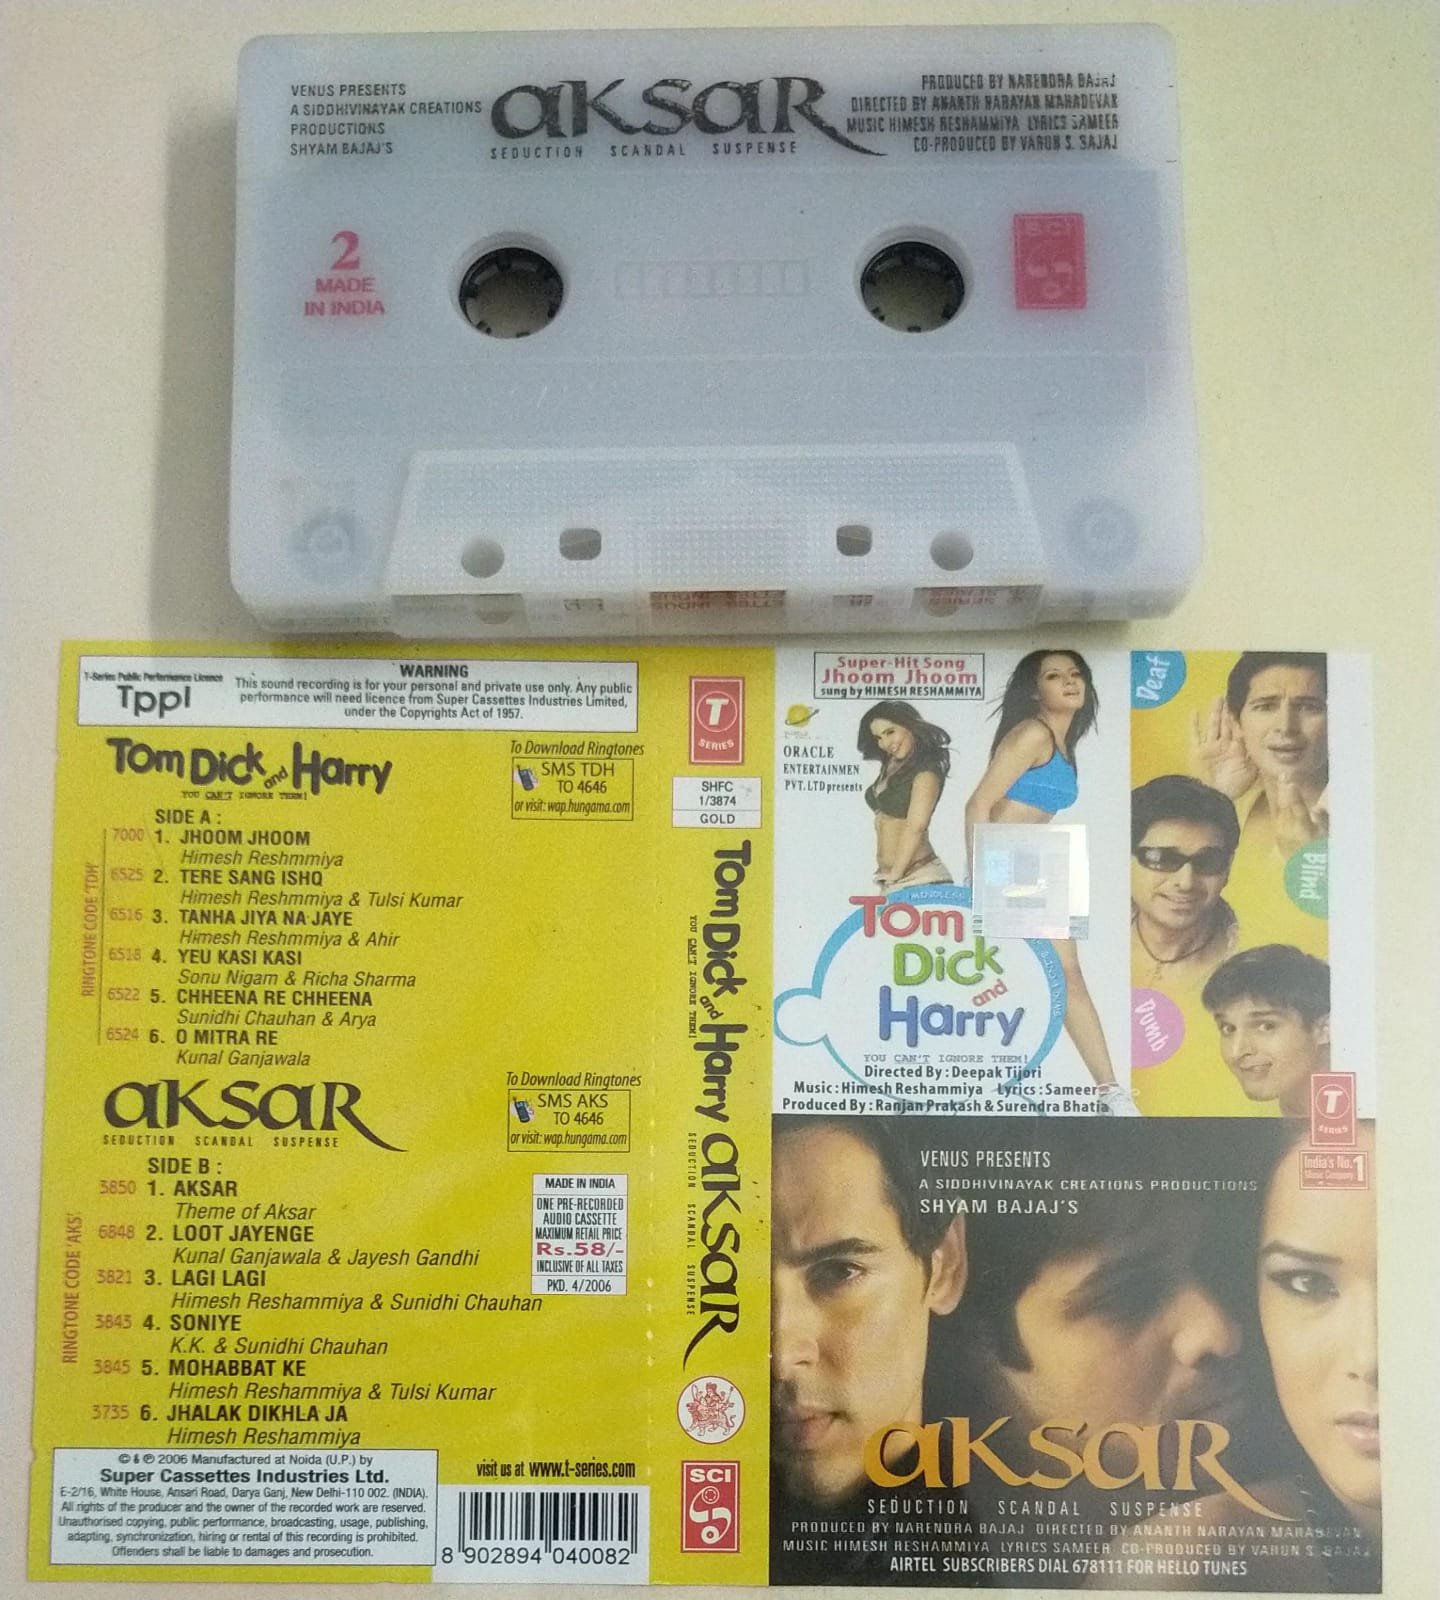 VENUS PRESENTS
A SIDDHIVINAYAK CREATIONS
PRODUCTIONS
SHYAM BAJAJ'S
aksar
SEDUCTION SCANDAL SUSPENSE
PRODUCED BY NARENDRA BAJAJ
DIRECTED BY ANANTH NARAYAN MAHADEVAN
MUSIC HIMESH RESHAMMIYA LYRICS SAMEER
CO-PRODUCED BY VARUN S. BAJAJ
2
MADE
IN INDIA
SCI
T-Series Public Performance Licence
Tppl
WARNING
This sound recording is for your personal and private use only. Any public
performance will need licence from Super Cassettes Industries Limited,
under the Copyrights Act of 1957.
Tom Dick and Harry
YOU CAN'T IGNORE THEM!
To Download Ringtones
SMS TDH
TO 4646
or visit: wap.hungama.com
SIDE A :
RINGTONE CODE 'TDH'
7000 1. JHOOM JHOOM
Himesh Reshmmiya
6525 2. TERE SANG ISHQ
Himesh Reshmmiya & Tulsi Kumar
6516 3. TANHA JIYA NA JAYE
Himesh Reshmmiya & Ahir
6518 4. YEU KASI KASI
Sonu Nigam & Richa Sharma
6522 5. CHHEENA RE CHHEENA
Sunidhi Chauhan & Arya
6524 6. O MITRA RE
Kunal Ganjawala
aksar
SEDUCTION SCANDAL SUSPENSE
To Download Ringtones
SMS AKS
TO 4646
or visit: wap.hungama.com
SIDE B :
RINGTONE CODE 'AKS'
3850 1. AKSAR
Theme of Aksar
6848 2. LOOT JAYENGE
Kunal Ganjawala & Jayesh Gandhi
3821 3. LAGI LAGI
Himesh Reshammiya & Sunidhi Chauhan
3843 4. SONIYE
K.K. & Sunidhi Chauhan
3845 5. MOHABBAT KE
Himesh Reshammiya & Tulsi Kumar
3735 6. JHALAK DIKHLA JA
Himesh Reshammiya
MADE IN INDIA
ONE PRE-RECORDED
AUDIO CASSETTE
MAXIMUM RETAIL PRICE
Rs.58/-
INCLUSIVE OF ALL TAXES
PKD. 4/2006
© & ℗ 2006 Manufactured at Noida (U.P.) by
Super Cassettes Industries Ltd.
E-2/16, White House, Ansari Road, Darya Ganj, New Delhi-110 002. (INDIA).
All rights of the producer and the owner of the recorded work are reserved.
Unauthorised copying, public performance, broadcasting, usage, publishing,
adapting, synchronization, hiring or rental of this recording is prohibited.
Offenders shall be liable to damages and prosecution.
visit us at www.t-series.com
8 902894 040082
T
SERIES
SHFC
1/3874
GOLD
Tom Dick and Harry
YOU CAN'T IGNORE THEM!
aksar
SEDUCTION SCANDAL SUSPENSE
SCI
Super-Hit Song
Jhoom Jhoom
sung by HIMESH RESHAMMIYA
ORACLE
ENTERTAINMEN
PVT. LTD presents
Deaf
Blind
Dumb
MINDLESS
Tom
Dick
and
Harry
YOU CAN'T IGNORE THEM!
Directed By : Deepak Tijori
Music : Himesh Reshammiya Lyrics : Sameer
Produced By : Ranjan Prakash & Surendra Bhatia
T
SERIES
India's No.1
Music Company
VENUS PRESENTS
A SIDDHIVINAYAK CREATIONS PRODUCTIONS
SHYAM BAJAJ'S
aksar
SEDUCTION SCANDAL SUSPENSE
PRODUCED BY NARENDRA BAJAJ DIRECTED BY ANANTH NARAYAN MAHADEVAN
MUSIC HIMESH RESHAMMIYA LYRICS SAMEER CO-PRODUCED BY VARUN S. BAJAJ
AIRTEL SUBSCRIBERS DIAL 678111 FOR HELLO TUNES